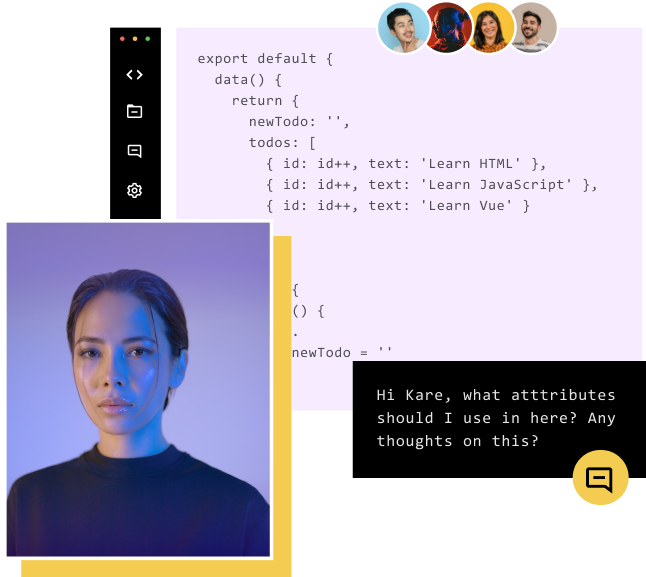 export default {
data() {
return {
newTodo: '',
todos: [
{ id: id++, text: 'Learn HTML' },
{ id: id++, text: 'Learn JavaScript' },
{ id: id++, text: 'Learn Vue' }
{
() {
.
newTodo = ''
Hi Kare, what atttributes
should I use in here? Any
thoughts on this?